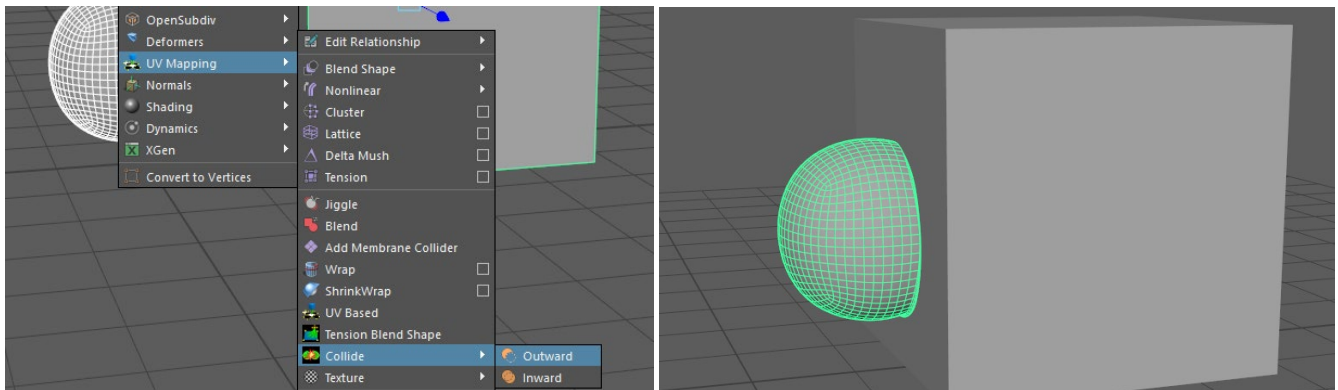 OpenSubdiv
Deformers
UV Mapping
Normals
Shading
Dynamics
XGen
Convert to Vertices
Edit Relationship
Blend Shape
Nonlinear
Cluster
Lattice
Delta Mush
Tension
Jiggle
Blend
Add Membrane Collider
Wrap
ShrinkWrap
UV Based
Tension Blend Shape
Collide
Texture
Outward
Inward